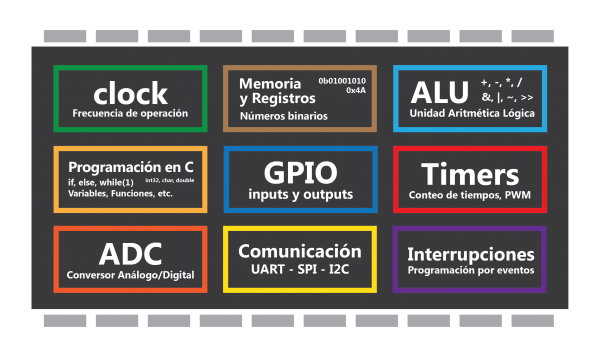 clock
Frecuencia de operación
Memoria
y Registros
0b01001010
0x4A
Números binarios
ALU
+, -, *, /
&, |, ~, >>
Unidad Aritmética Lógica
Programación en C
if, else, while(1)
int32, char, double
Variables, Funciones, etc.
GPIO
inputs y outputs
Timers
Conteo de tiempos, PWM
ADC
Conversor Análogo/Digital
Comunicación
UART - SPI - I2C
Interrupciones
Programación por eventos